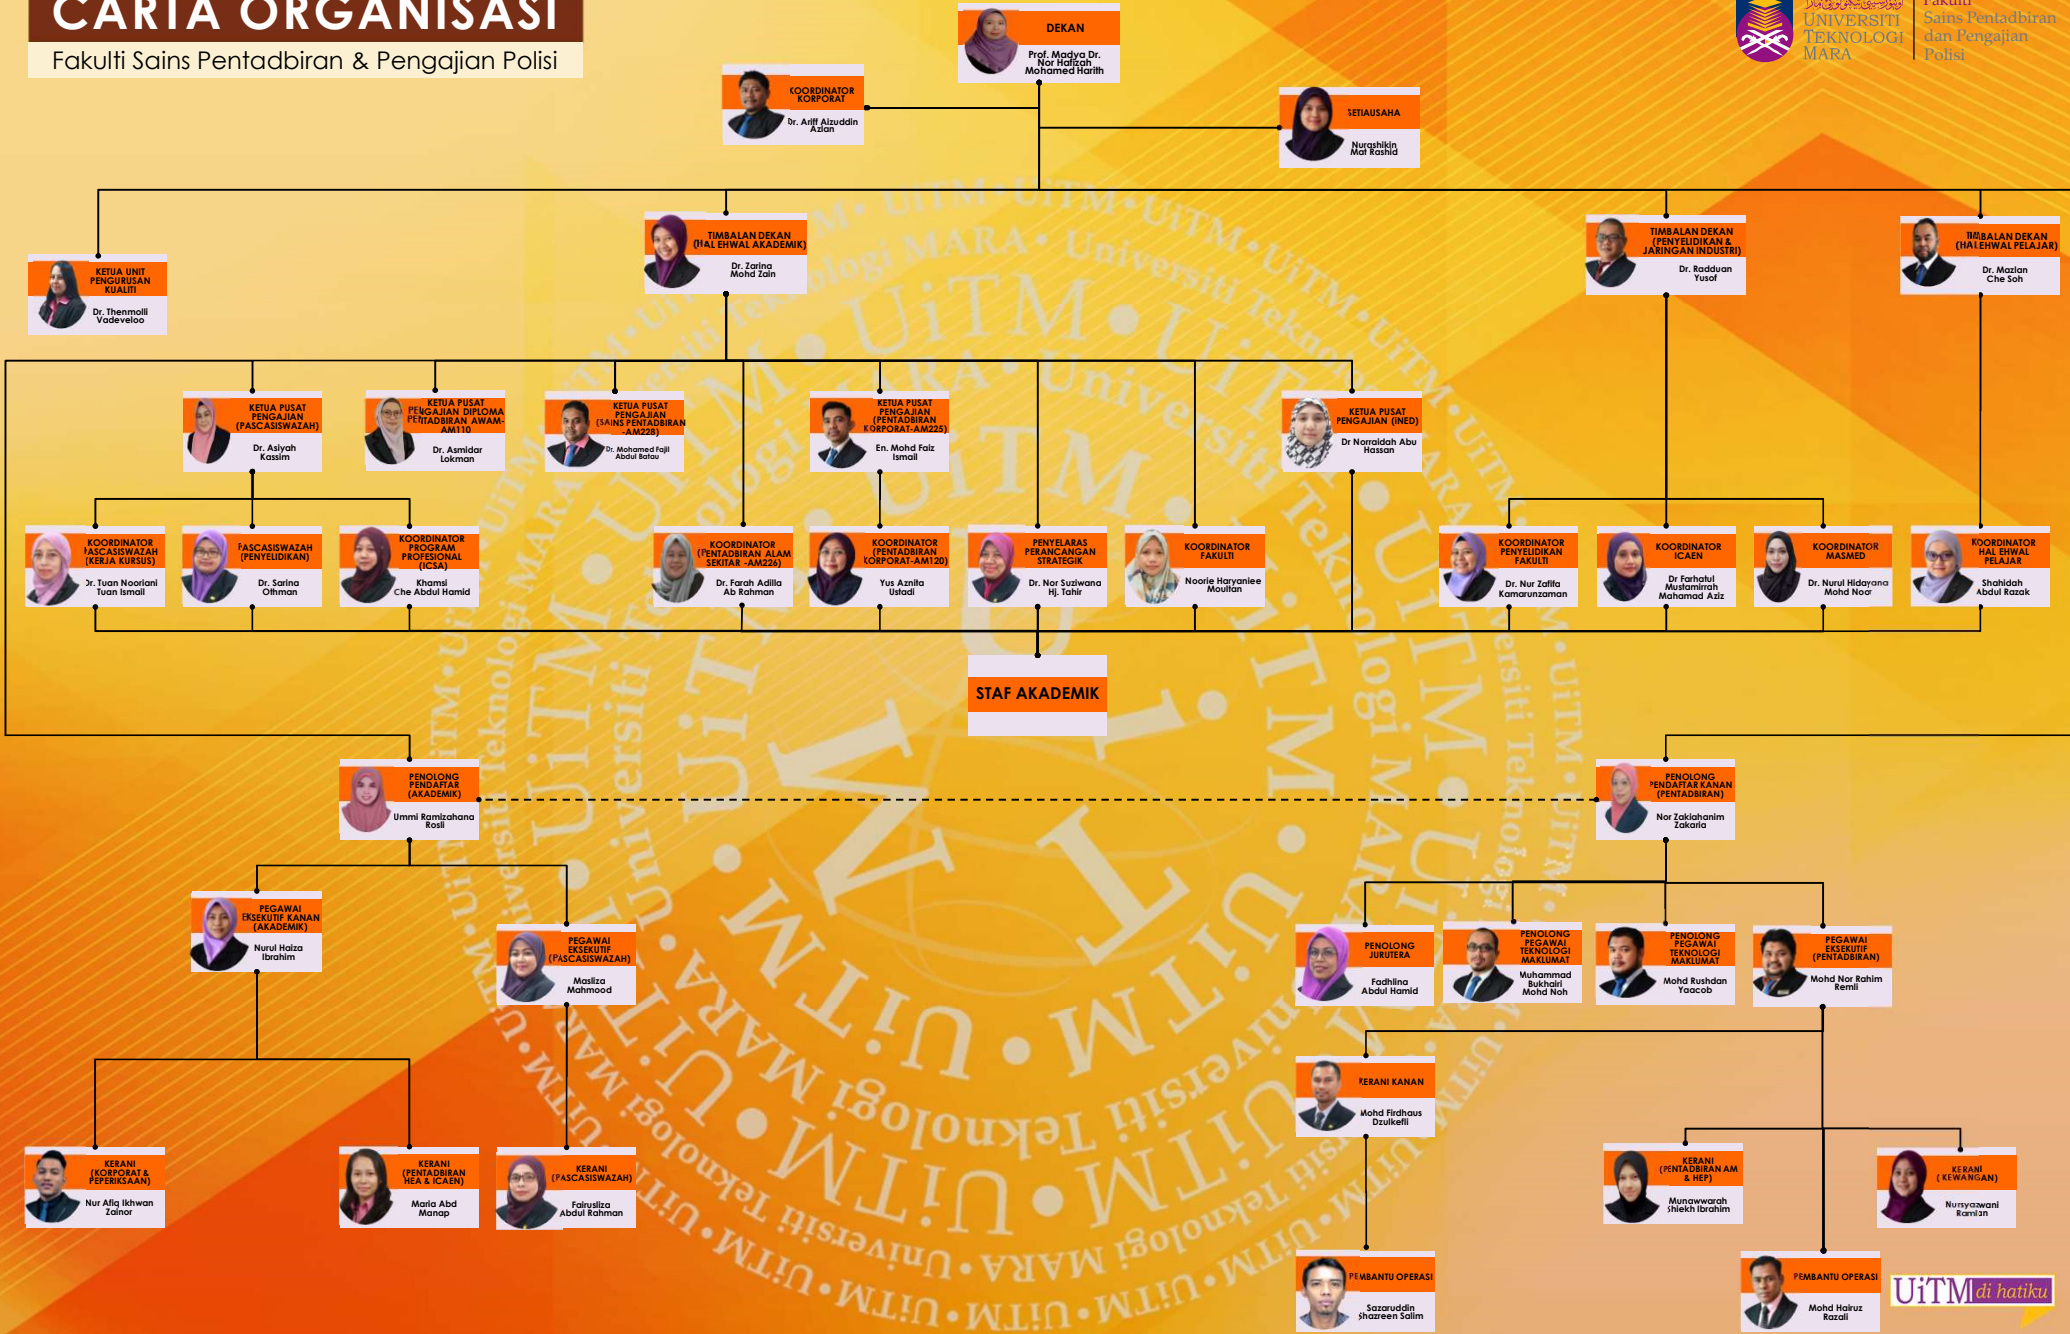 CARTA ORGANISASI
Fakulti Sains Pentadbiran & Pengajian Polisi
UNIVERSITI
TEKNOLOGI
MARA
Fakulti
Sains Pentadbiran
dan Pengajian
Polisi
DEKAN
Prof. Madya Dr.
Nor Hafizah
Mohamed Harith
KOORDINATOR
KORPORAT
Dr. Ariff Aizuddin
Azlan
SETIAUSAHA
Nurashikin
Mat Rashid
KETUA UNIT
PENGURUSAN
KUALITI
Dr. Thenmolli
Vadeveloo
TIMBALAN DEKAN
(HAL EHWAL AKADEMIK)
Dr. Zarina
Mohd Zain
TIMBALAN DEKAN
(PENYELIDIKAN &
JARINGAN INDUSTRI)
Dr. Radduan
Yusof
TIMBALAN DEKAN
(HAL EHWAL PELAJAR)
Dr. Mazlan
Che Soh
KETUA PUSAT
PENGAJIAN
(PASCASISWAZAH)
Dr. Asiyah
Kassim
KETUA PUSAT
PENGAJIAN DIPLOMA
PENTADBIRAN AWAM-
AM110
Dr. Asmidar
Lokman
KETUA PUSAT
PENGAJIAN
(SAINS PENTADBIRAN
-AM228)
Dr. Mohamed Fajil
Abdul Batau
KETUA PUSAT
PENGAJIAN
(PENTADBIRAN
KORPORAT-AM225)
En. Mohd Faiz
Ismail
KETUA PUSAT
PENGAJIAN (iNED)
Dr Norraidah Abu
Hassan
KOORDINATOR
PASCASISWAZAH
(KERJA KURSUS)
Dr. Tuan Nooriani
Tuan Ismail
PASCASISWAZAH
(PENYELIDIKAN)
Dr. Sarina
Othman
KOORDINATOR
PROGRAM
PROFESIONAL
(ICSA)
Khamsi
Che Abdul Hamid
KOORDINATOR
(PENTADBIRAN ALAM
SEKITAR -AM226)
Dr. Farah Adilla
Ab Rahman
KOORDINATOR
(PENTADBIRAN
KORPORAT-AM120)
Yus Aznita
Ustadi
PENYELARAS
PERANCANGAN
STRATEGIK
Dr. Nor Suziwana
Hj. Tahir
KOORDINATOR
FAKULTI
Noorie Haryaniee
Moultan
KOORDINATOR
PENYELIDIKAN
FAKULTI
Dr. Nur Zafifa
Kamarunzaman
KOORDINATOR
ICAEN
Dr Farhatul
Mustamirrah
Mahamad Aziz
KOORDINATOR
MASMED
Dr. Nurul Hidayana
Mohd Noor
KOORDINATOR
HAL EHWAL
PELAJAR
Shahidah
Abdul Razak
STAF AKADEMIK
PENOLONG
PENDAFTAR
(AKADEMIK)
Ummi Ramizahana
Rosli
PENOLONG
PENDAFTAR KANAN
(PENTADBIRAN)
Nor Zakiahanim
Zakaria
PEGAWAI
EKSEKUTIF KANAN
(AKADEMIK)
Nurul Haiza
Ibrahim
PEGAWAI
EKSEKUTIF
(PASCASISWAZAH)
Masliza
Mahmood
PENOLONG
JURUTERA
Fadhlina
Abdul Hamid
PENOLONG
PEGAWAI
TEKNOLOGI
MAKLUMAT
Muhammad
Bukhairi
Mohd Noh
PENOLONG
PEGAWAI
TEKNOLOGI
MAKLUMAT
Mohd Rushdan
Yaacob
PEGAWAI
EKSEKUTIF
(PENTADBIRAN)
Mohd Nor Rahim
Remli
KERANI KANAN
Mohd Firdhaus
Dzulkefli
KERANI
(KORPORAT &
PEPERIKSAAN)
Nur Afiq Ikhwan
Zainor
KERANI
(PENTADBIRAN
HEA & ICAEN)
Maria Abd
Manap
KERANI
(PASCASISWAZAH)
Fairusliza
Abdul Rahman
KERANI
(PENTADBIRAN AM
& HEP)
Munawwarah
Shiekh Ibrahim
KERANI
(KEWANGAN)
Nursyazwani
Ramlan
PEMBANTU OPERASI
Sazaruddin
Shazreen Salim
PEMBANTU OPERASI
Mohd Hairuz
Razali
UiTM di hatiku